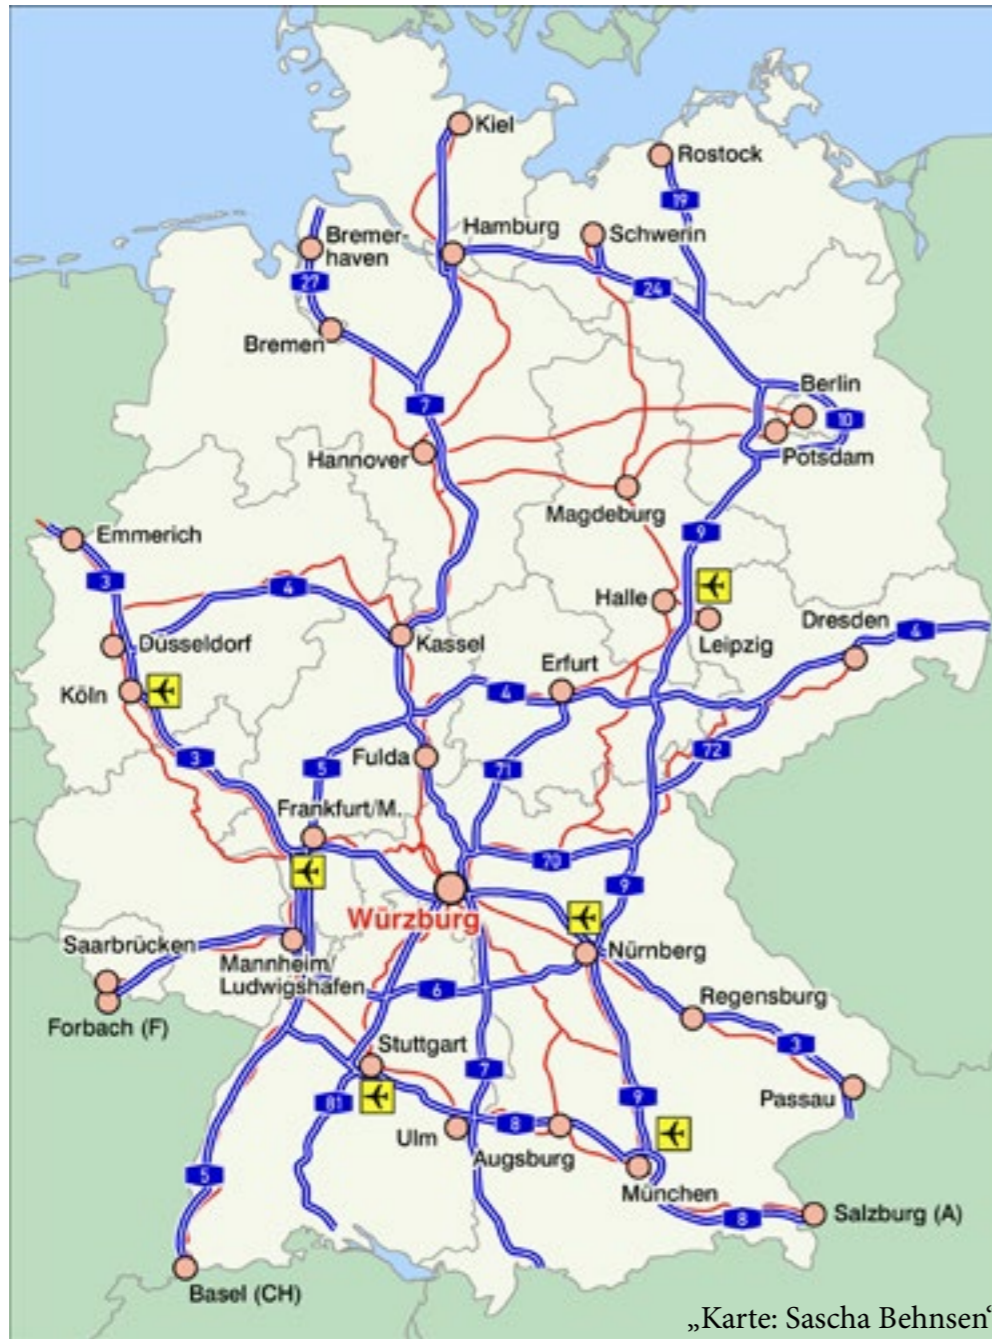 Kiel
Rostock
19
Hamburg
Schwerin
Bremer-
haven
27
24
Bremen
Berlin
7
10
Hannover
Potsdam
Magdeburg
Emmerich
9
3
4
Halle
Dresden
4
Düsseldorf
Kassel
Leipzig
Erfurt
Köln
4
3
Fulda
72
5
71
Frankfurt/M.
70
9
Würzburg
Saarbrücken
Nürnberg
Mannheim/
Ludwigshafen
6
Regensburg
Forbach (F)
3
Stuttgart
7
81
9
Passau
8
Ulm
Augsburg
5
München
8
Salzburg (A)
Basel (CH)
„Karte: Sascha Behnsen“